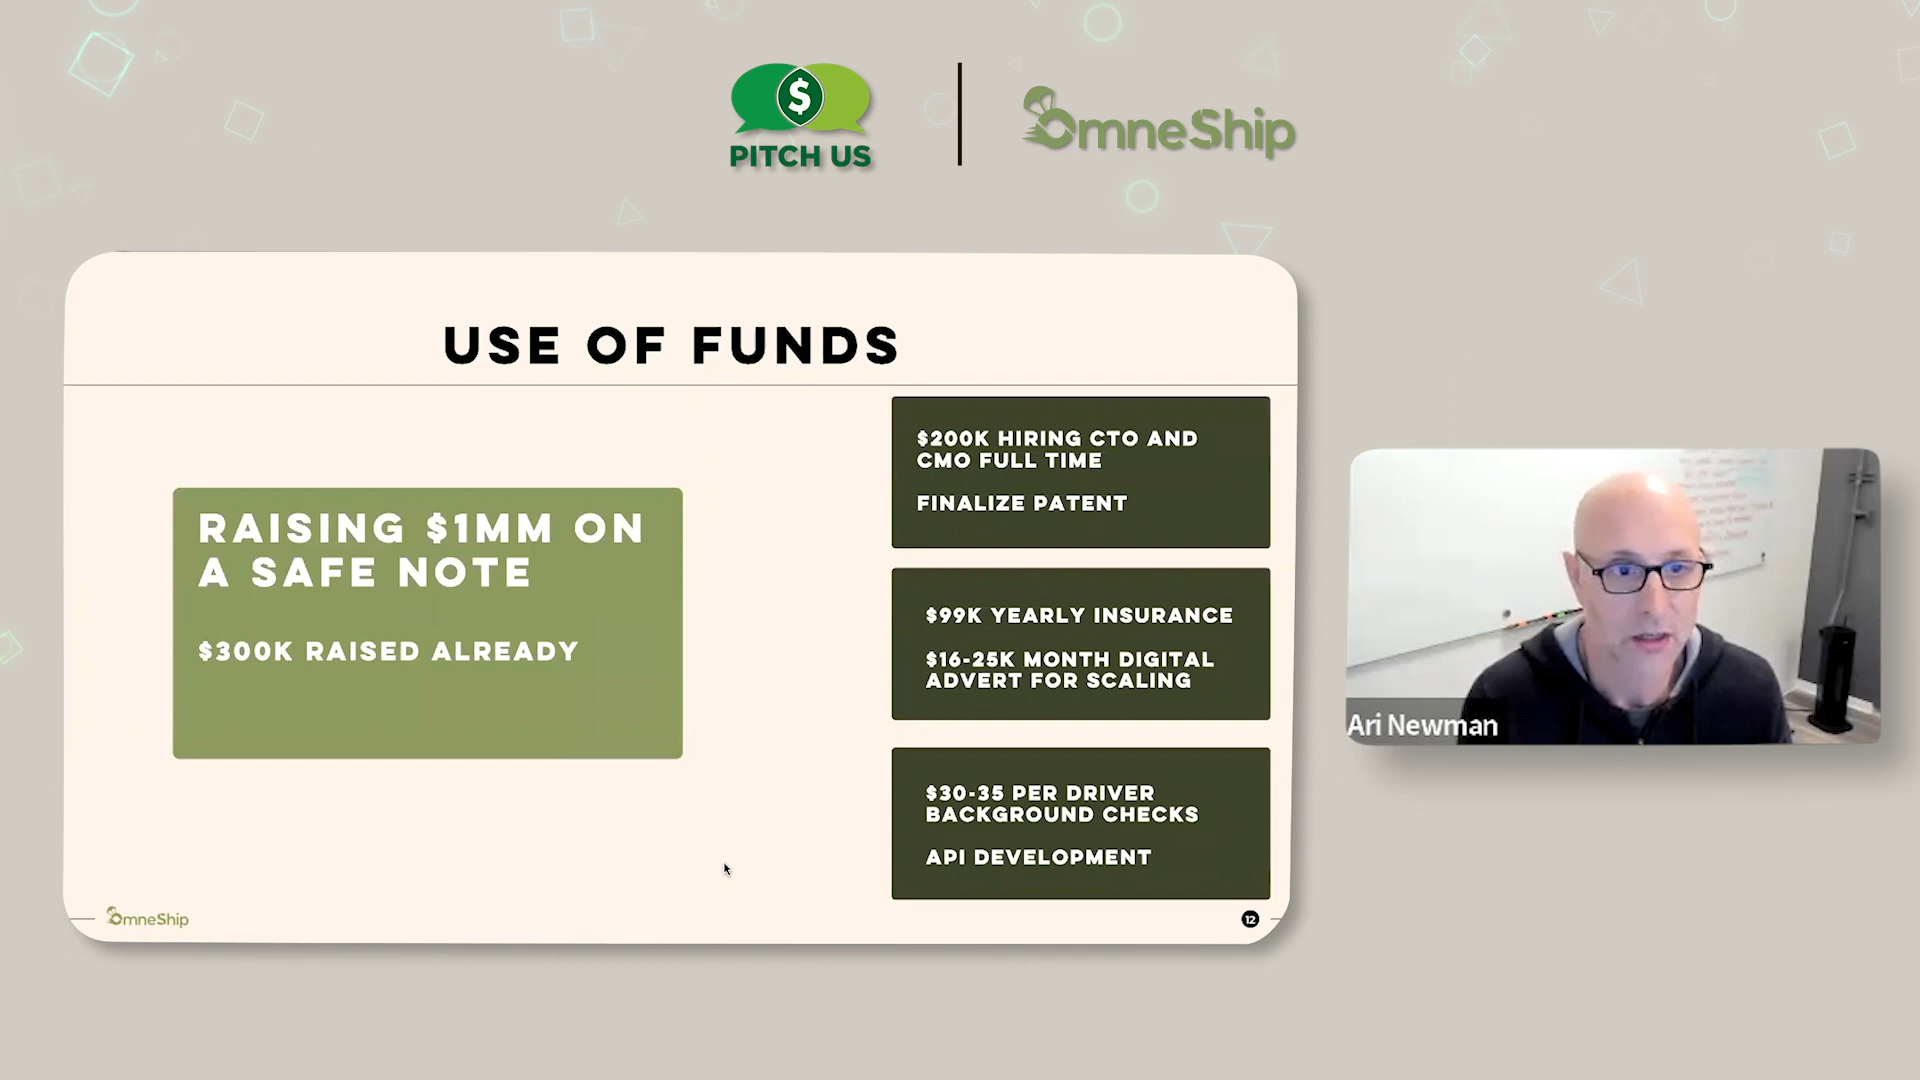 $
PITCH US
OmneShip
USE OF FUNDS
RAISING $1MM ON
A SAFE NOTE
$300K RAISED ALREADY
$200K HIRING CTO AND
CMO FULL TIME
FINALIZE PATENT
$99K YEARLY INSURANCE
$16-25K MONTH DIGITAL
ADVERT FOR SCALING
$30-35 PER DRIVER
BACKGROUND CHECKS
API DEVELOPMENT
OmneShip
12
Ari Newman